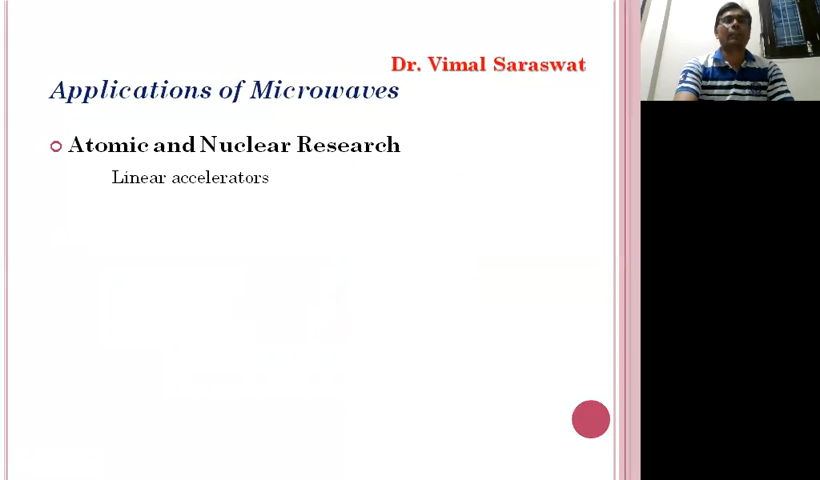 Dr. Vimal Saraswat
Applications of Microwaves
Atomic and Nuclear Research
Linear accelerators